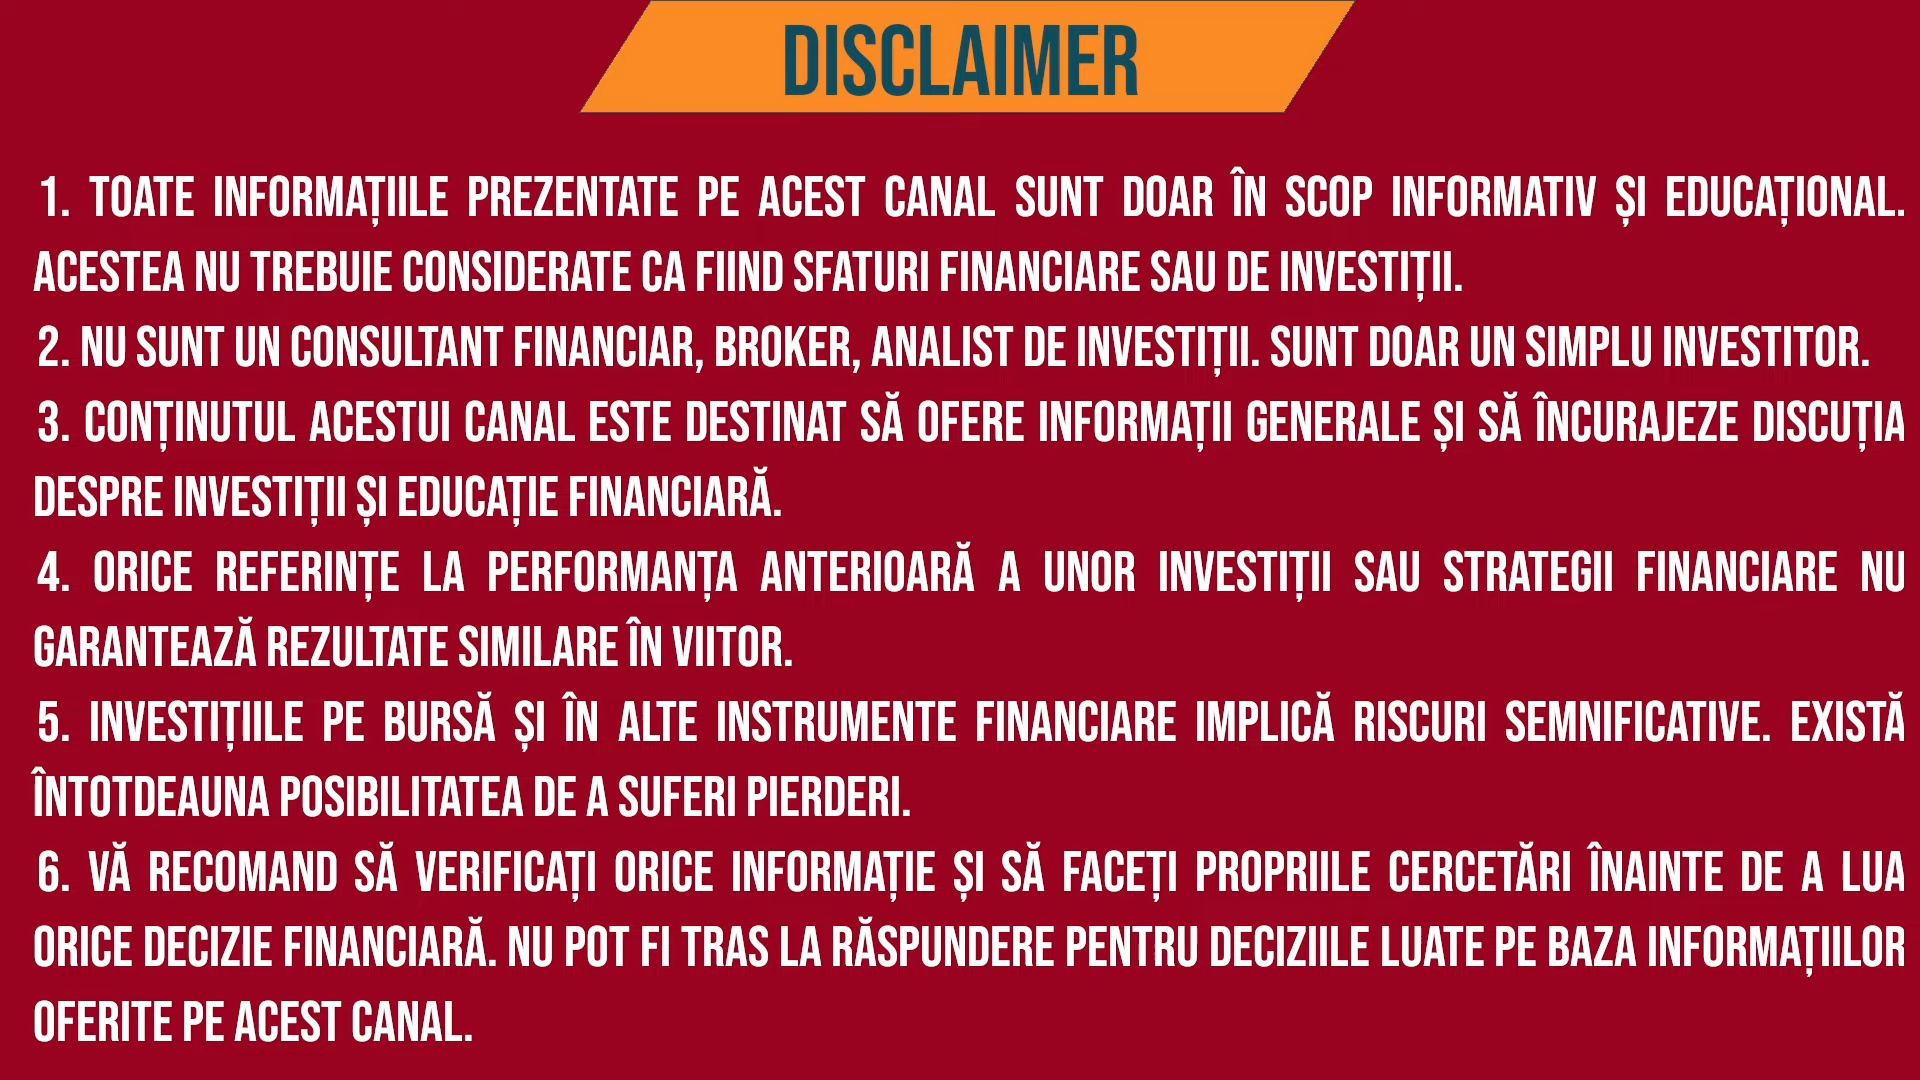 DISCLAIMER
1. TOATE INFORMAȚIILE PREZENTATE PE ACEST CANAL SUNT DOAR ÎN SCOP INFORMATIV ȘI EDUCAȚIONAL.
ACESTEA NU TREBUIE CONSIDERATE CA FIIND SFATURI FINANCIARE SAU DE INVESTIȚII.
2. NU SUNT UN CONSULTANT FINANCIAR, BROKER, ANALIST DE INVESTIȚII. SUNT DOAR UN SIMPLU INVESTITOR.
3. CONȚINUTUL ACESTUI CANAL ESTE DESTINAT SĂ OFERE INFORMAȚII GENERALE ȘI SĂ ÎNCURAJEZE DISCUȚIA
DESPRE INVESTIȚII ȘI EDUCAȚIE FINANCIARĂ.
4. ORICE REFERINȚE LA PERFORMANȚA ANTERIOARĂ A UNOR INVESTIȚII SAU STRATEGII FINANCIARE NU
GARANTEAZĂ REZULTATE SIMILARE ÎN VIITOR.
5. INVESTIȚIILE PE BURSĂ ȘI ÎN ALTE INSTRUMENTE FINANCIARE IMPLICĂ RISCURI SEMNIFICATIVE. EXISTĂ
ÎNTOTDEAUNA POSIBILITATEA DE A SUFERI PIERDERI.
6. VĂ RECOMAND SĂ VERIFICAȚI ORICE INFORMAȚIE ȘI SĂ FACEȚI PROPRIILE CERCETĂRI ÎNAINTE DE A LUA
ORICE DECIZIE FINANCIARĂ. NU POT FI TRAS LA RĂSPUNDERE PENTRU DECIZIILE LUATE PE BAZA INFORMAȚIILOR
OFERITE PE ACEST CANAL.